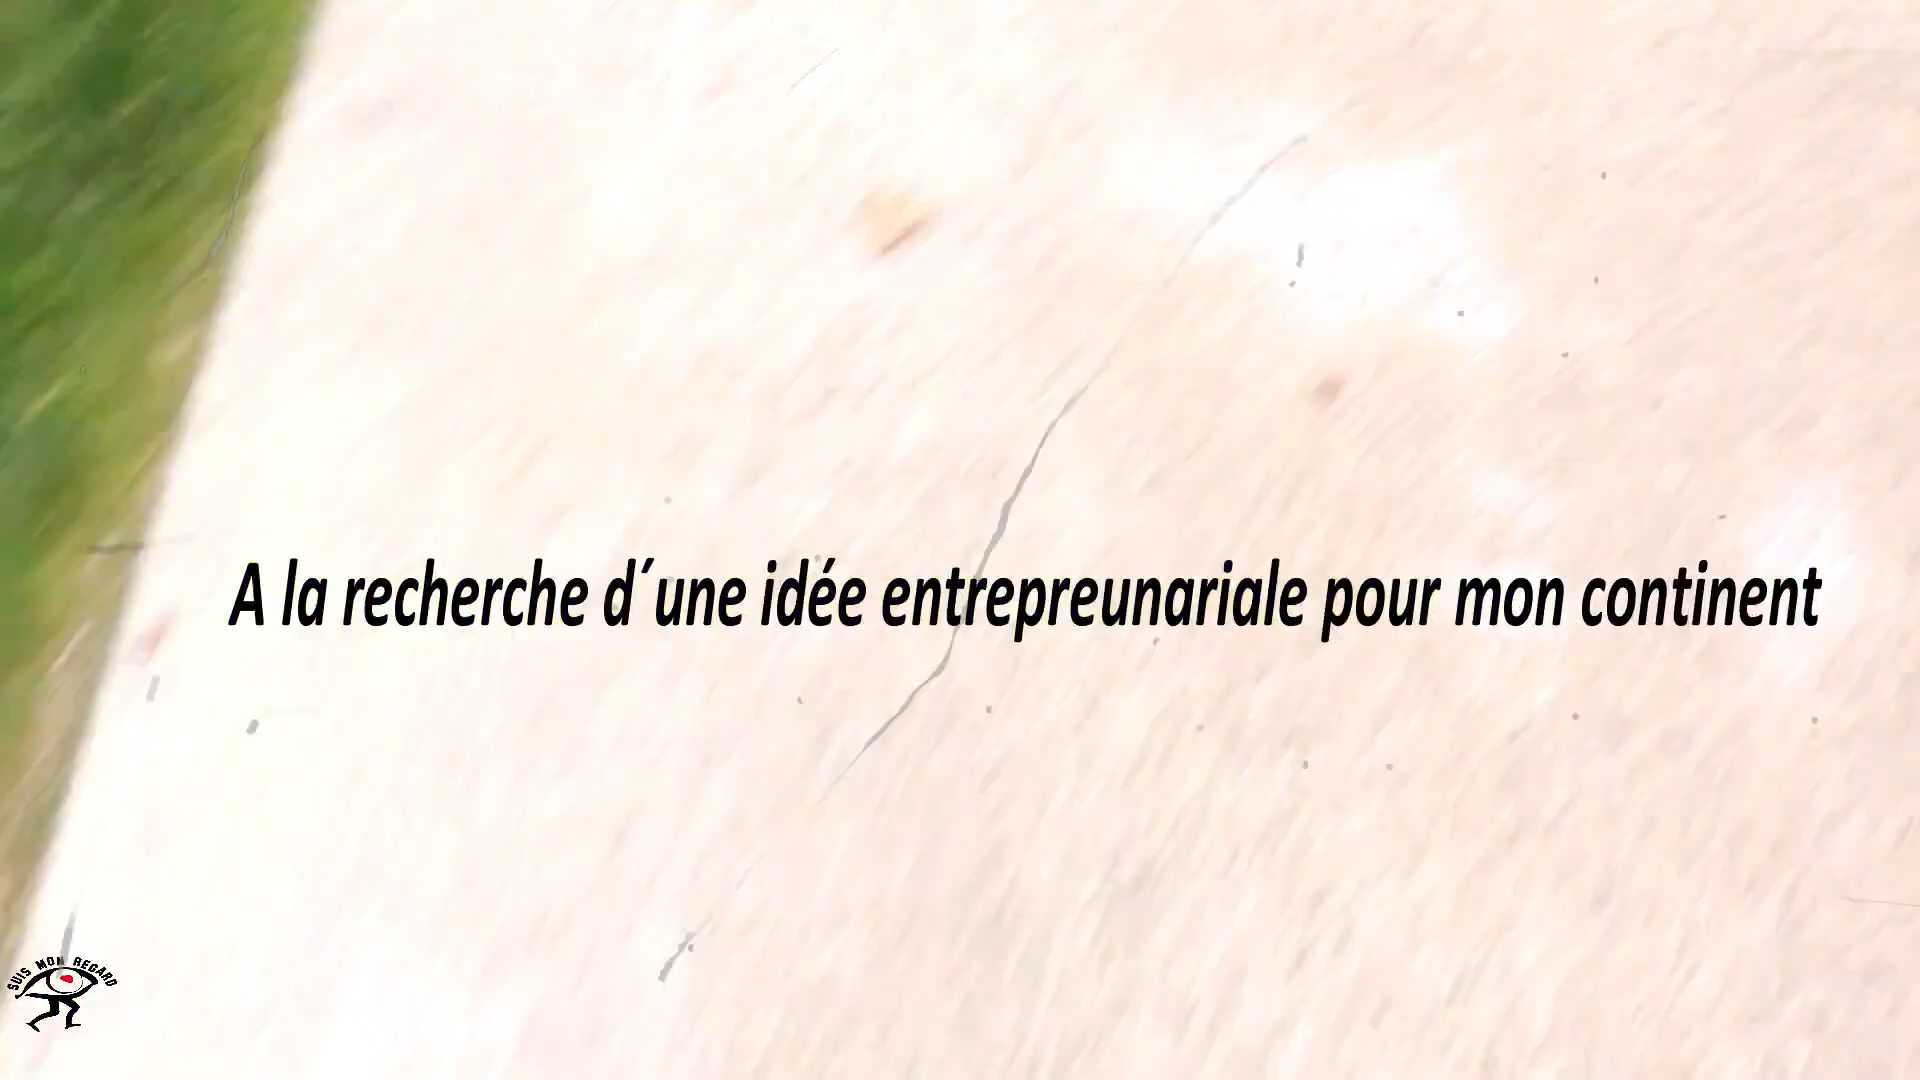 A la recherche d´une idée entrepreunariale pour mon continent
SUIS MON REGARD